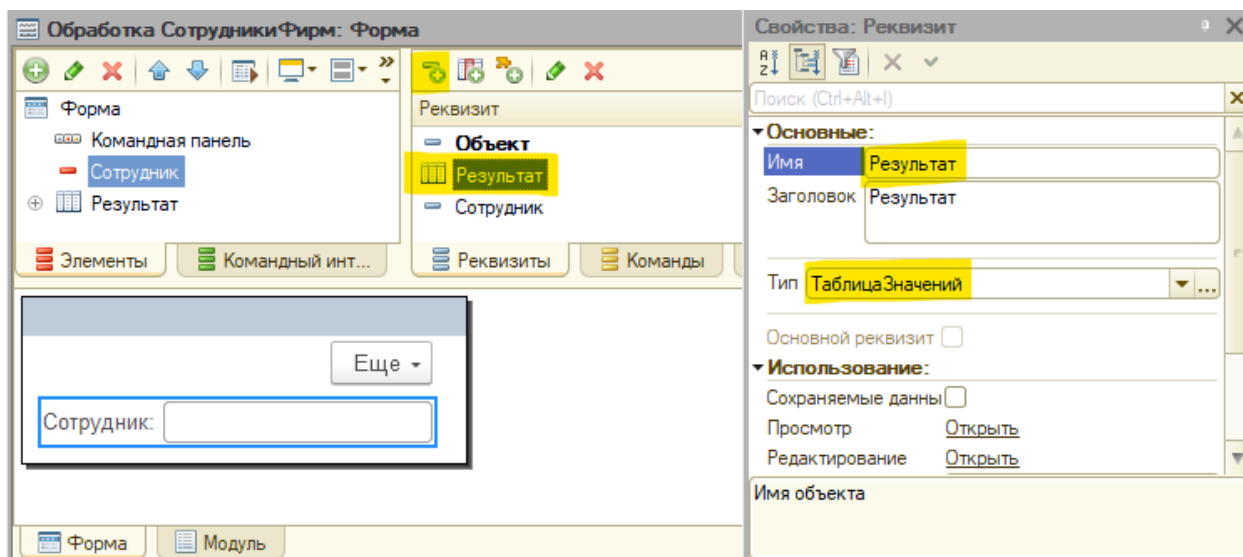 Обработка СотрудникиФирм: Форма
Форма
Командная панель
Сотрудник
Результат
Элементы
Командный инт...
Реквизит
Объект
Результат
Сотрудник
Реквизиты
Команды
Еще
Сотрудник:
Форма
Модуль
Свойства: Реквизит
Поиск (Ctrl+Alt+I)
Основные:
Имя Результат
Заголовок Результат
Тип ТаблицаЗначений
Основной реквизит
Использование:
Сохраняемые данны
Просмотр Открыть
Редактирование Открыть
Имя объекта